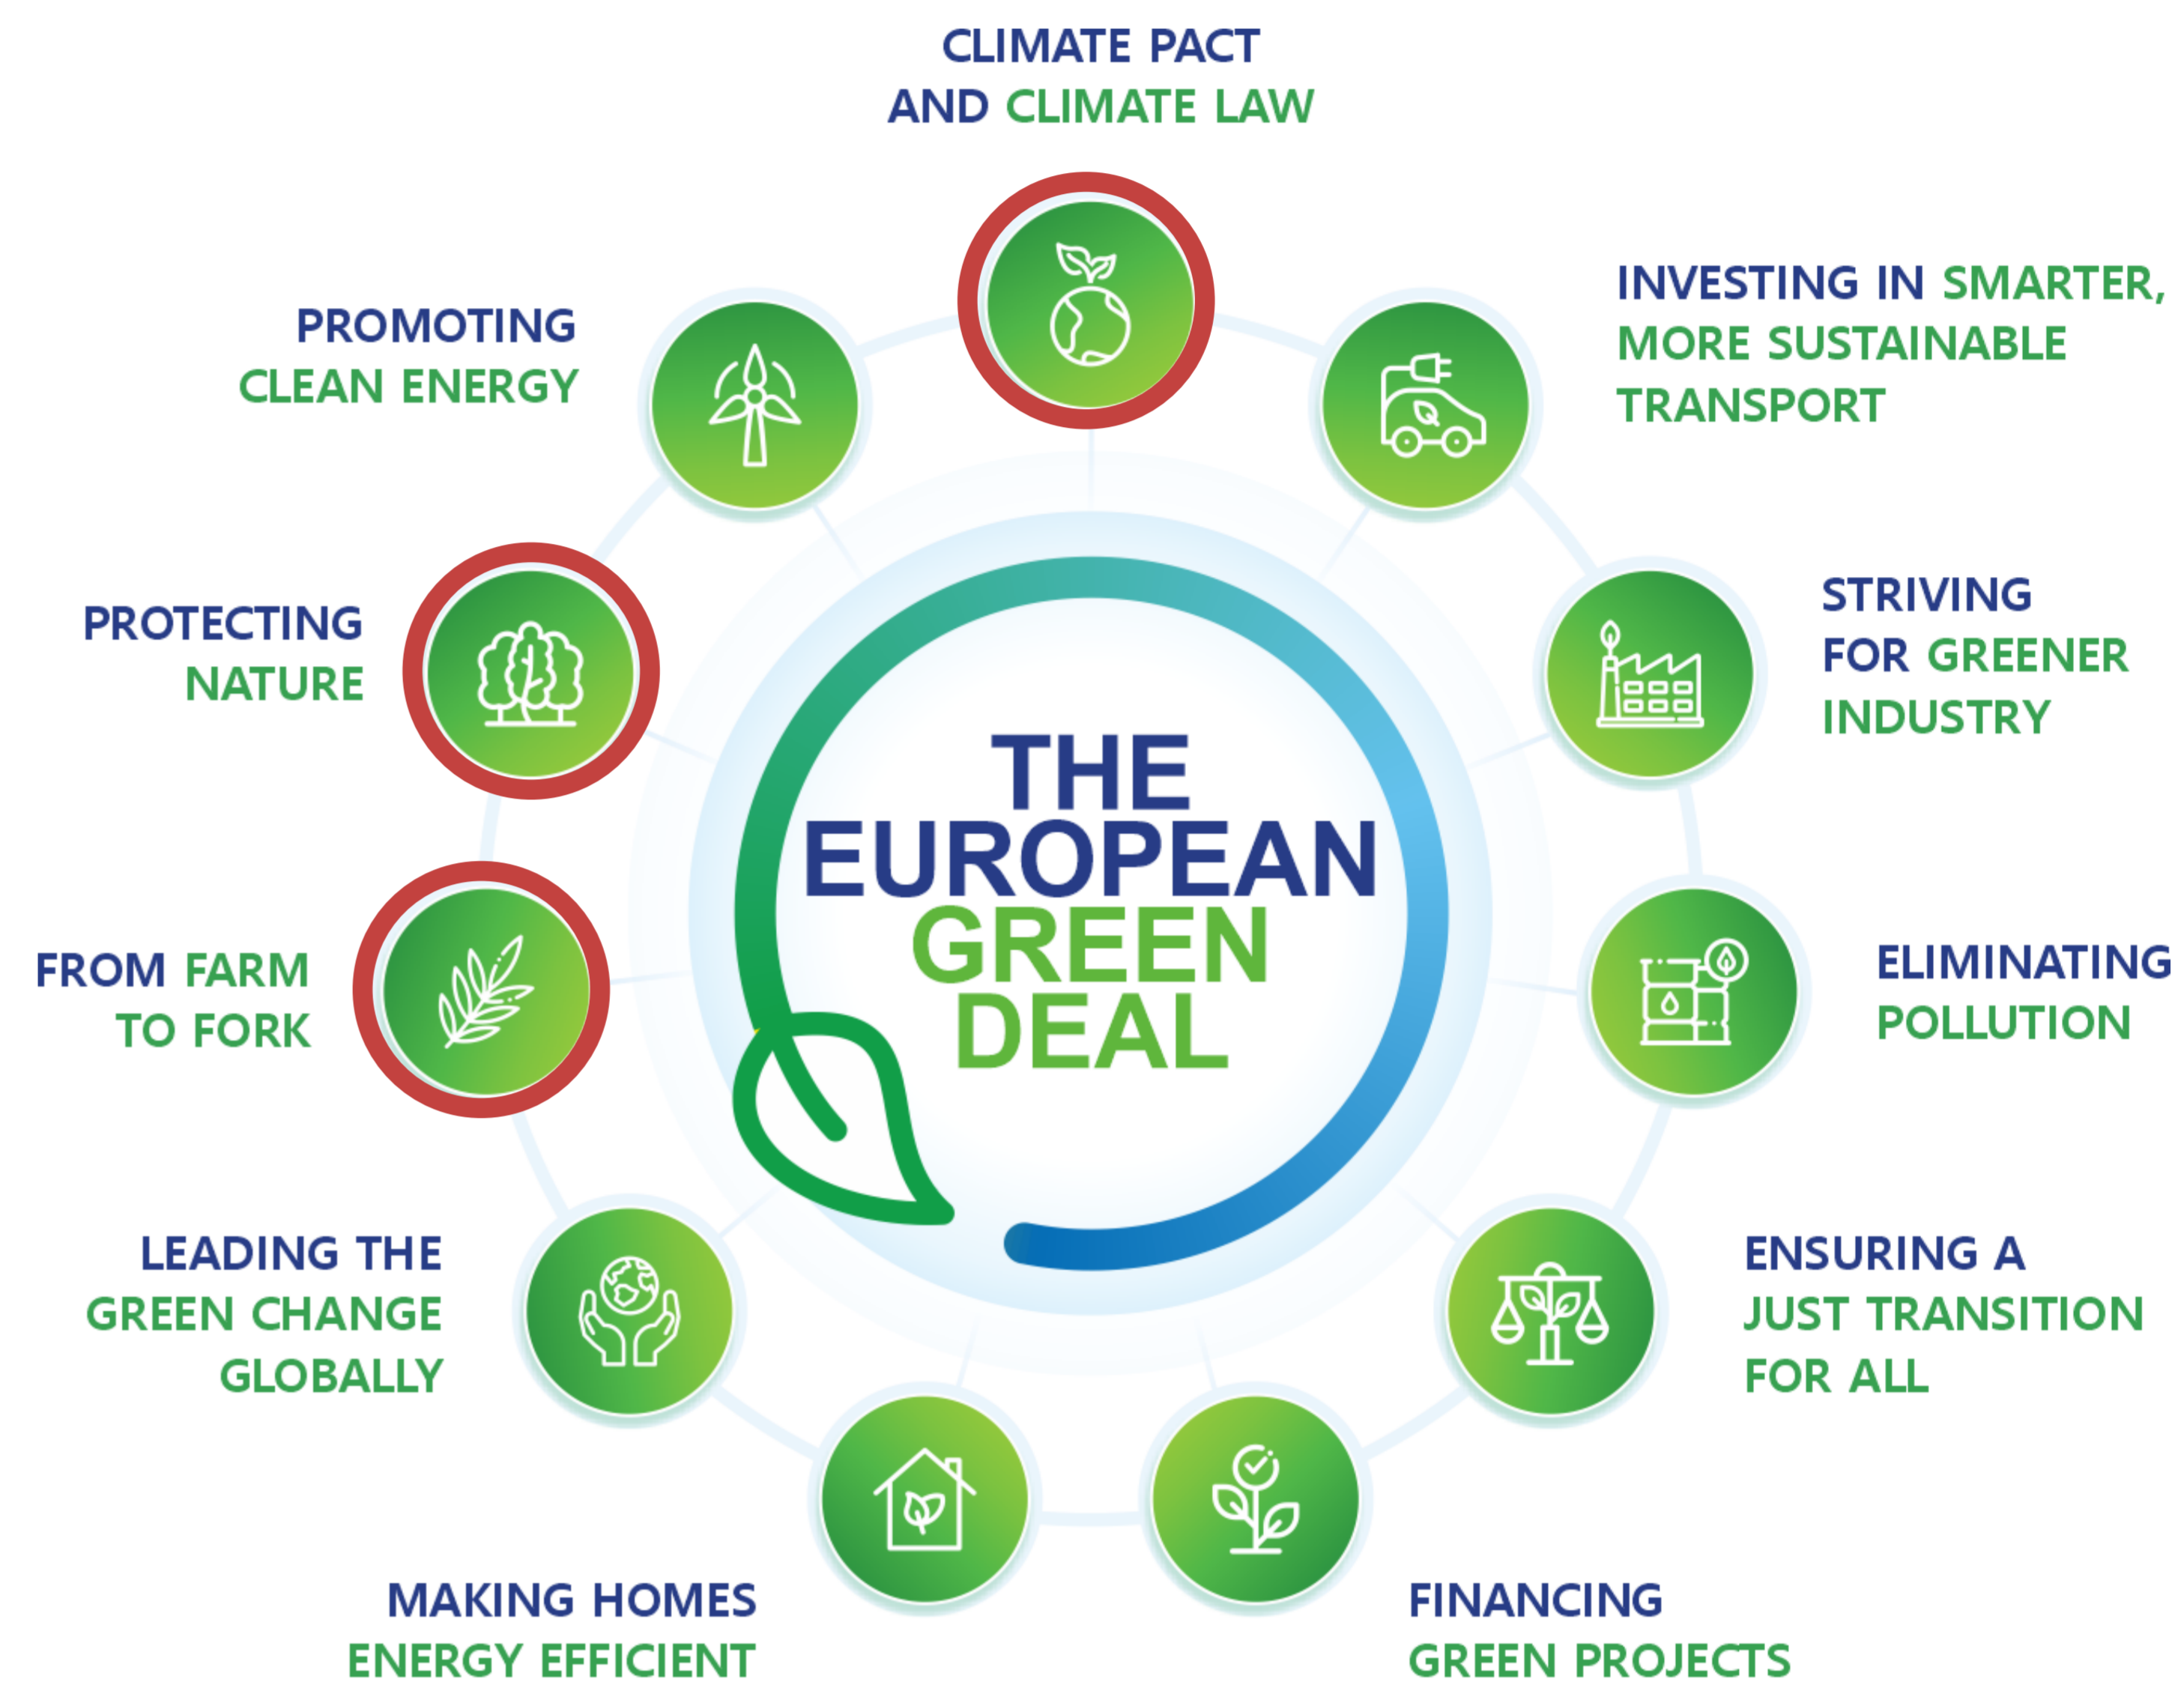 CLIMATE PACT
AND CLIMATE LAW
INVESTING IN SMARTER,
MORE SUSTAINABLE
TRANSPORT
STRIVING
FOR GREENER
INDUSTRY
ELIMINATING
POLLUTION
ENSURING A
JUST TRANSITION
FOR ALL
FINANCING
GREEN PROJECTS
MAKING HOMES
ENERGY EFFICIENT
LEADING THE
GREEN CHANGE
GLOBALLY
FROM FARM
TO FORK
PROTECTING
NATURE
PROMOTING
CLEAN ENERGY
THE
EUROPEAN
GREEN
DEAL